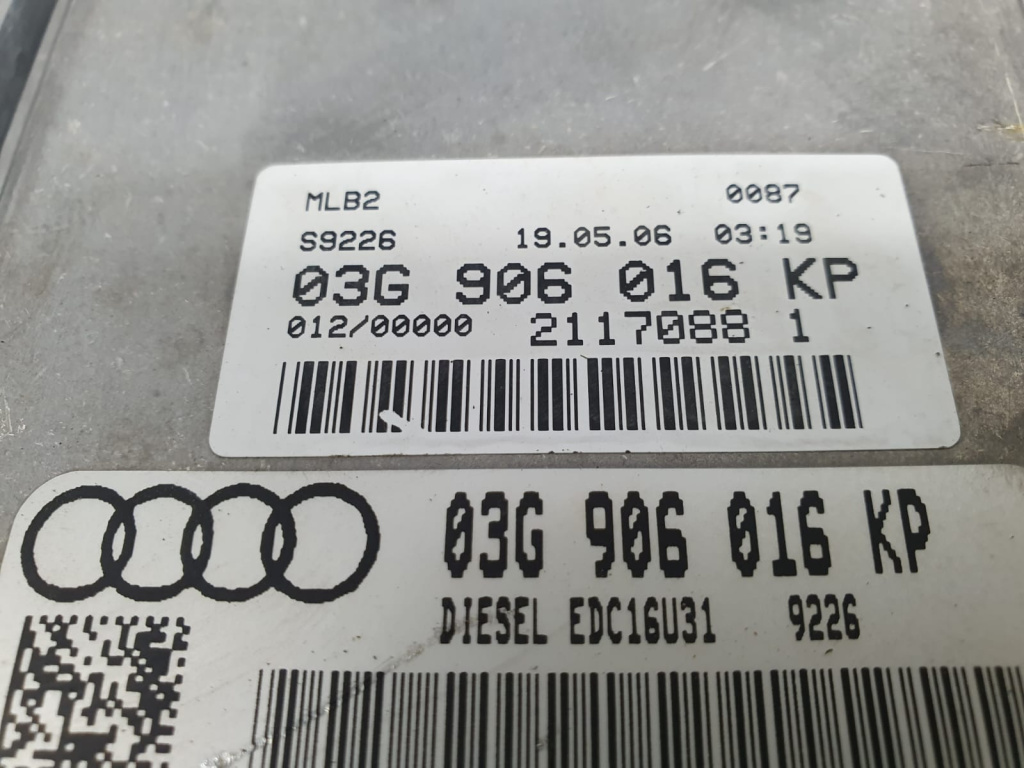 MLB2 0087
S9226 19.05.06 03:19
03G 906 016 KP
012/00000 2117088 1
03G 906 016 KP
DIESEL EDC16U31 9226